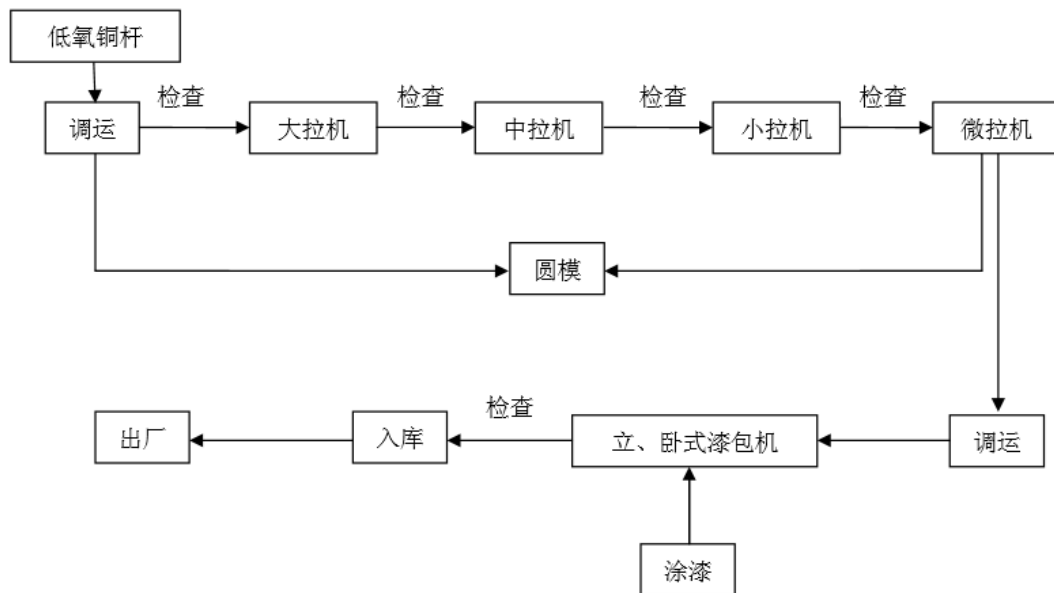 低氧铜杆
检查
检查
检查
检查
调运
大拉机
中拉机
小拉机
微拉机
圆模
检查
出厂
入库
立、卧式漆包机
调运
涂漆